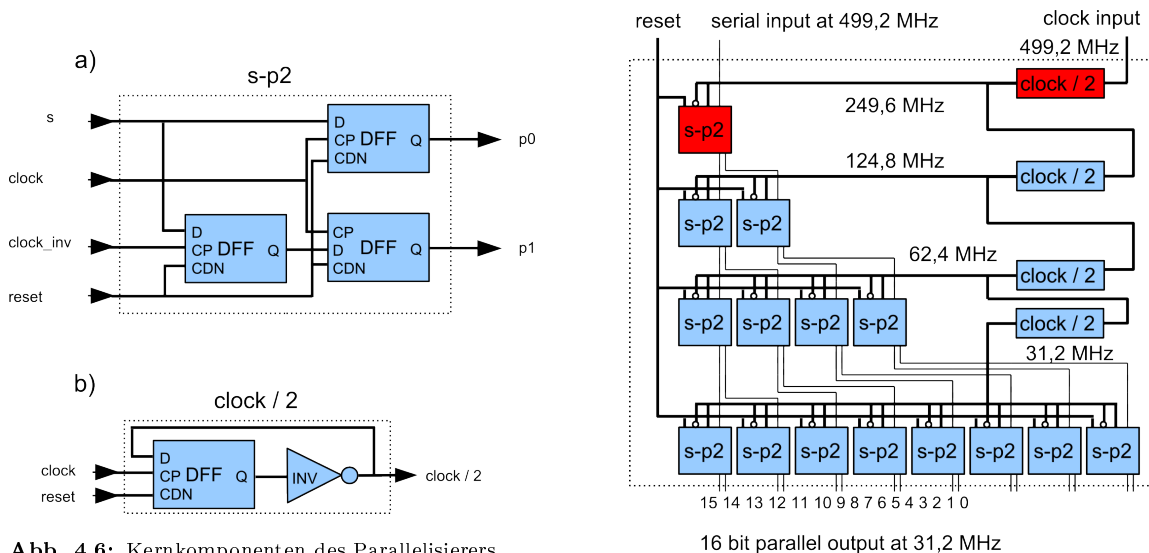 a)
s-p2
s
clock
clock_inv
reset
D
CP DFF Q
CDN
D
CP DFF Q
CDN
CP
D DFF Q
CDN
p0
p1
b)
clock / 2
clock
reset
D
CP DFF Q
CDN
INV
clock / 2
Abb. 4.6: Kernkomponenten des Parallelisierers
reset
serial input at 499,2 MHz
clock input
499,2 MHz
clock / 2
249,6 MHz
s-p2
124,8 MHz
clock / 2
s-p2 s-p2
62,4 MHz
clock / 2
s-p2 s-p2 s-p2 s-p2
clock / 2
31,2 MHz
s-p2 s-p2 s-p2 s-p2 s-p2 s-p2 s-p2 s-p2
15 14 13 12 11 10 9 8 7 6 5 4 3 2 1 0
16 bit parallel output at 31,2 MHz